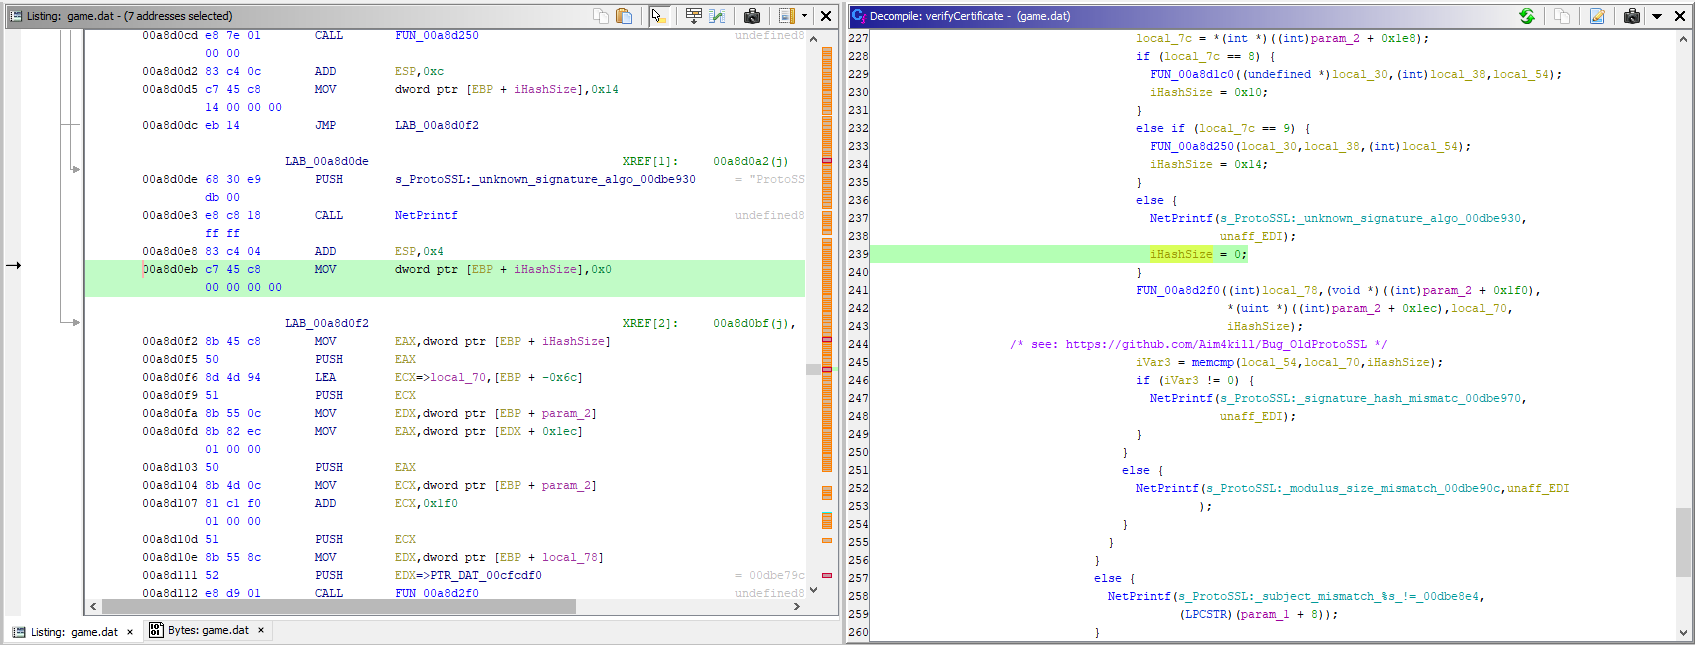 Listing: game.dat - (7 addresses selected)
00a8d0cd e8 7e 01 CALL FUN_00a8d250 undefined8
00 00
00a8d0d2 83 c4 0c ADD ESP,0xc
00a8d0d5 c7 45 c8 MOV dword ptr [EBP + iHashSize],0x14
14 00 00 00
00a8d0dc eb 14 JMP LAB_00a8d0f2
LAB_00a8d0de XREF[1]: 00a8d0a2(j)
00a8d0de 68 30 e9 PUSH s_ProtoSSL:_unknown_signature_algo_00dbe930 = "ProtoSS
db 00
00a8d0e3 e8 c8 18 CALL NetPrintf undefined8
ff ff
00a8d0e8 83 c4 04 ADD ESP,0x4
00a8d0eb c7 45 c8 MOV dword ptr [EBP + iHashSize],0x0
00 00 00 00
LAB_00a8d0f2 XREF[2]: 00a8d0bf(j),
00a8d0f2 8b 45 c8 MOV EAX,dword ptr [EBP + iHashSize]
00a8d0f5 50 PUSH EAX
00a8d0f6 8d 4d 94 LEA ECX=>local_70,[EBP + -0x6c]
00a8d0f9 51 PUSH ECX
00a8d0fa 8b 55 0c MOV EDX,dword ptr [EBP + param_2]
00a8d0fd 8b 82 ec MOV EAX,dword ptr [EDX + 0x1ec]
01 00 00
00a8d103 50 PUSH EAX
00a8d104 8b 4d 0c MOV ECX,dword ptr [EBP + param_2]
00a8d107 81 c1 f0 ADD ECX,0x1f0
01 00 00
00a8d10d 51 PUSH ECX
00a8d10e 8b 55 8c MOV EDX,dword ptr [EBP + local_78]
00a8d111 52 PUSH EDX=>PTR_DAT_00cfcdf0 = 00dbe79c
00a8d112 e8 d9 01 CALL FUN_00a8d2f0 undefined8
Listing: game.dat ×
Bytes: game.dat ×
Decompile: verifyCertificate - (game.dat)
227 local_7c = *(int *)((int)param_2 + 0x1e8);
228 if (local_7c == 8) {
229 FUN_00a8d1c0((undefined *)local_30,(int)local_38,local_54);
230 iHashSize = 0x10;
231 }
232 else if (local_7c == 9) {
233 FUN_00a8d250(local_30,local_38,(int)local_54);
234 iHashSize = 0x14;
235 }
236 else {
237 NetPrintf(s_ProtoSSL:_unknown_signature_algo_00dbe930,
238 unaff_EDI);
239 iHashSize = 0;
240 }
241 FUN_00a8d2f0((int)local_78,(void *)((int)param_2 + 0x1f0),
242 *(uint *)((int)param_2 + 0x1ec),local_70,
243 iHashSize);
244 /* see: https://github.com/Aim4kill/Bug_OldProtoSSL */
245 iVar3 = memcmp(local_54,local_70,iHashSize);
246 if (iVar3 != 0) {
247 NetPrintf(s_ProtoSSL:_signature_hash_mismatc_00dbe970,
248 unaff_EDI);
249 }
250 }
251 else {
252 NetPrintf(s_ProtoSSL:_modulus_size_mismatch_00dbe90c,unaff_EDI
253 );
254 }
255 }
256 }
257 else {
258 NetPrintf(s_ProtoSSL:_subject_mismatch_%s_!=_00dbe8e4,
259 (LPCSTR)(param_1 + 8));
260 }